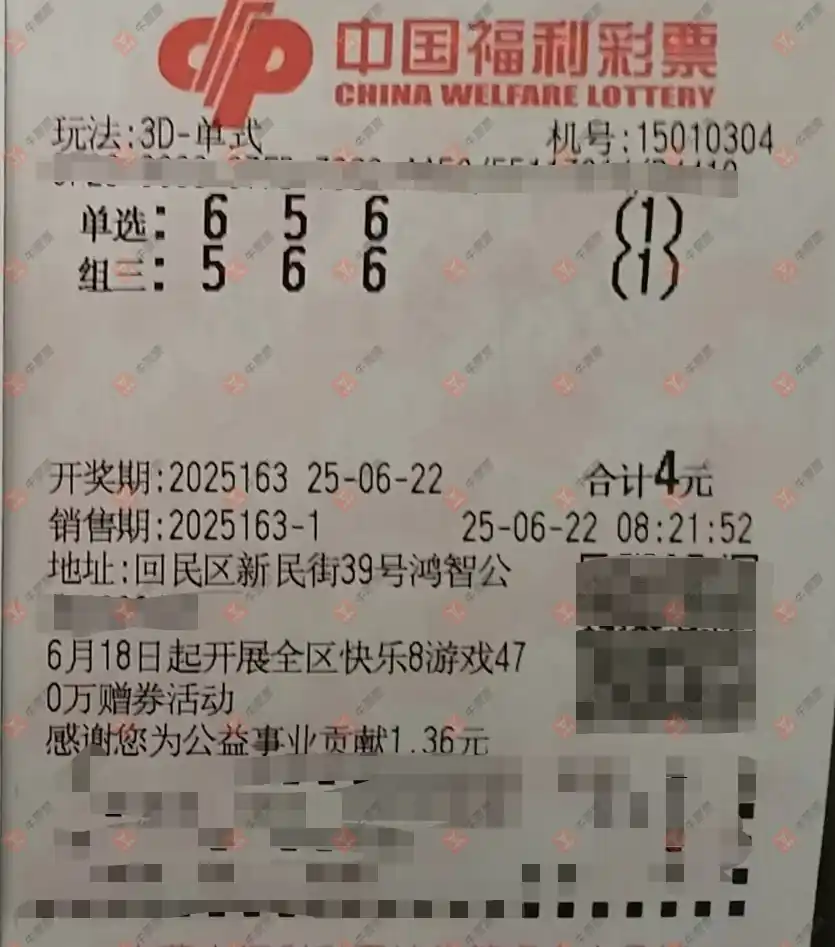 中国福利彩票
CHINA WELFARE LOTTERY
玩法:3D-单式 机号:15010304
单选: 6 5 6 (1)
组三: 5 6 6 (1)
开奖期:2025163 25-06-22 合计4元
销售期:2025163-1 25-06-22 08:21:52
地址:回民区新民街39号鸿智公
6月18日起开展全区快乐8游戏47
0万赠券活动
感谢您为公益事业贡献1.36元